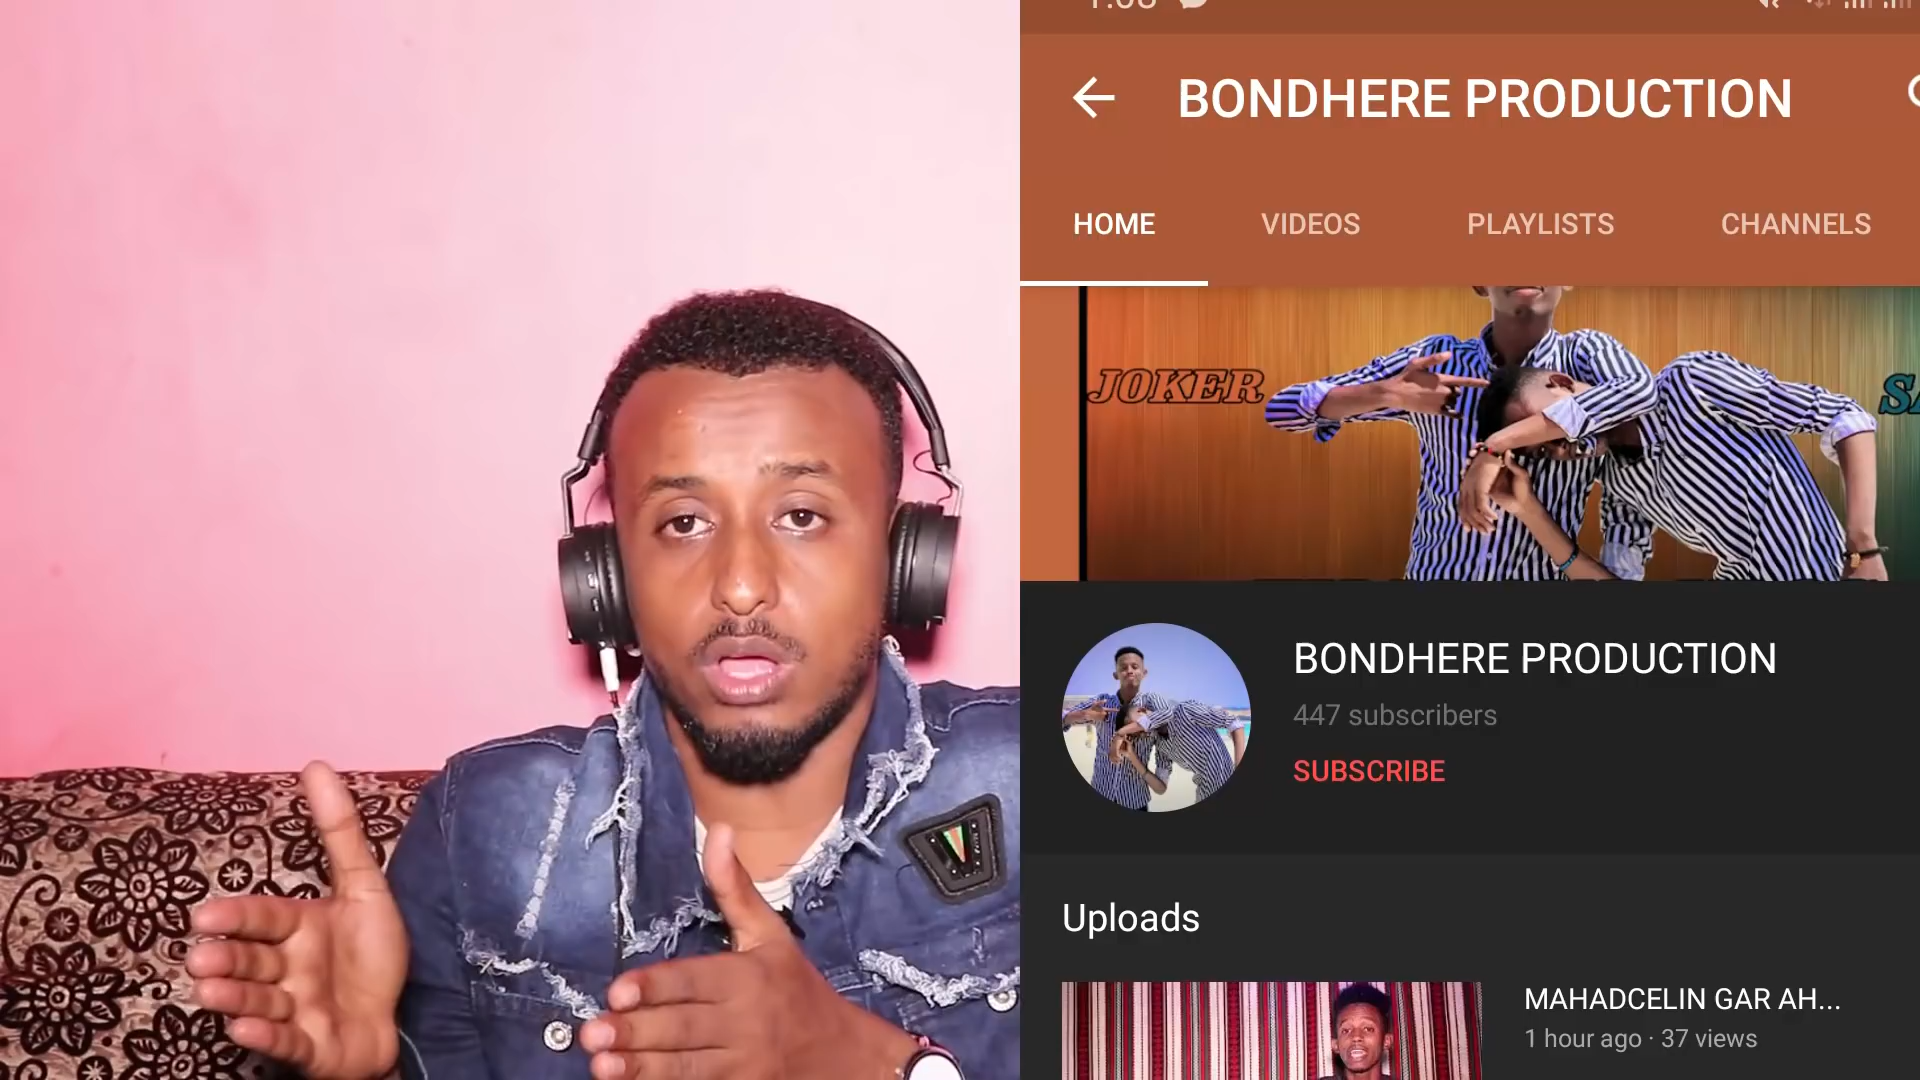 BONDHERE PRODUCTION
HOME VIDEOS PLAYLISTS CHANNELS
JOKER
BONDHERE PRODUCTION
447 subscribers
SUBSCRIBE
Uploads
MAHADCELIN GAR AH...
1 hour ago · 37 views